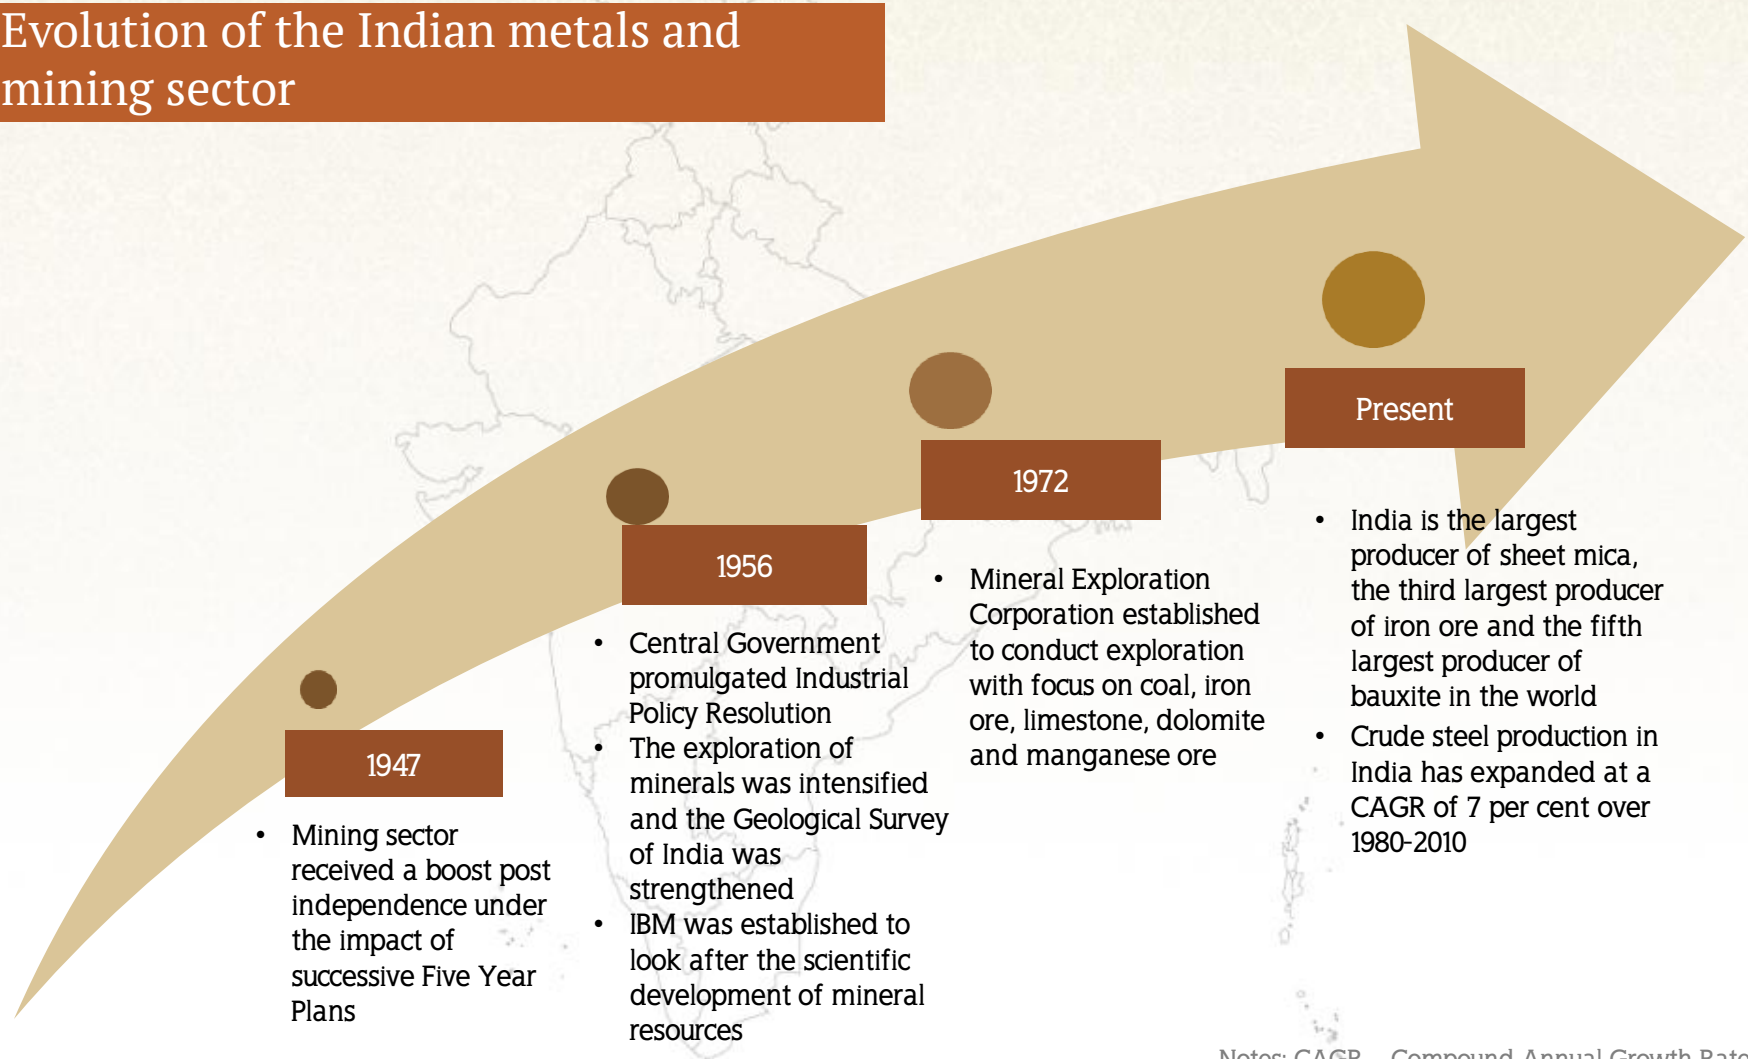 Evolution of the Indian metals and
mining sector
1947
• Mining sector
received a boost post
independence under
the impact of
successive Five Year
Plans
1956
• Central Government
promulgated Industrial
Policy Resolution
• The exploration of
minerals was intensified
and the Geological Survey
of India was
strengthened
• IBM was established to
look after the scientific
development of mineral
resources
1972
• Mineral Exploration
Corporation established
to conduct exploration
with focus on coal, iron
ore, limestone, dolomite
and manganese ore
Present
• India is the largest
producer of sheet mica,
the third largest producer
of iron ore and the fifth
largest producer of
bauxite in the world
• Crude steel production in
India has expanded at a
CAGR of 7 per cent over
1980-2010
Notes: CAGR – Compound Annual Growth Rate